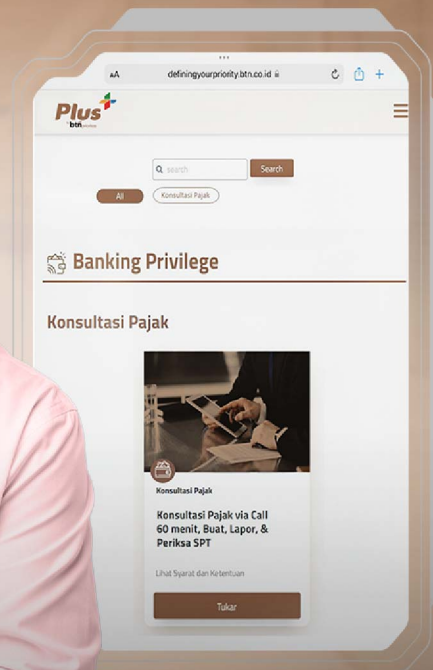 AA definingyourpriority.btn.co.id
Plus
btn
search Search
All Konsultasi Pajak
Banking Privilege
Konsultasi Pajak
Konsultasi Pajak
Konsultasi Pajak via Call
60 menit, Buat, Lapor, &
Periksa SPT
Lihat Syarat dan Ketentuan
Tukar